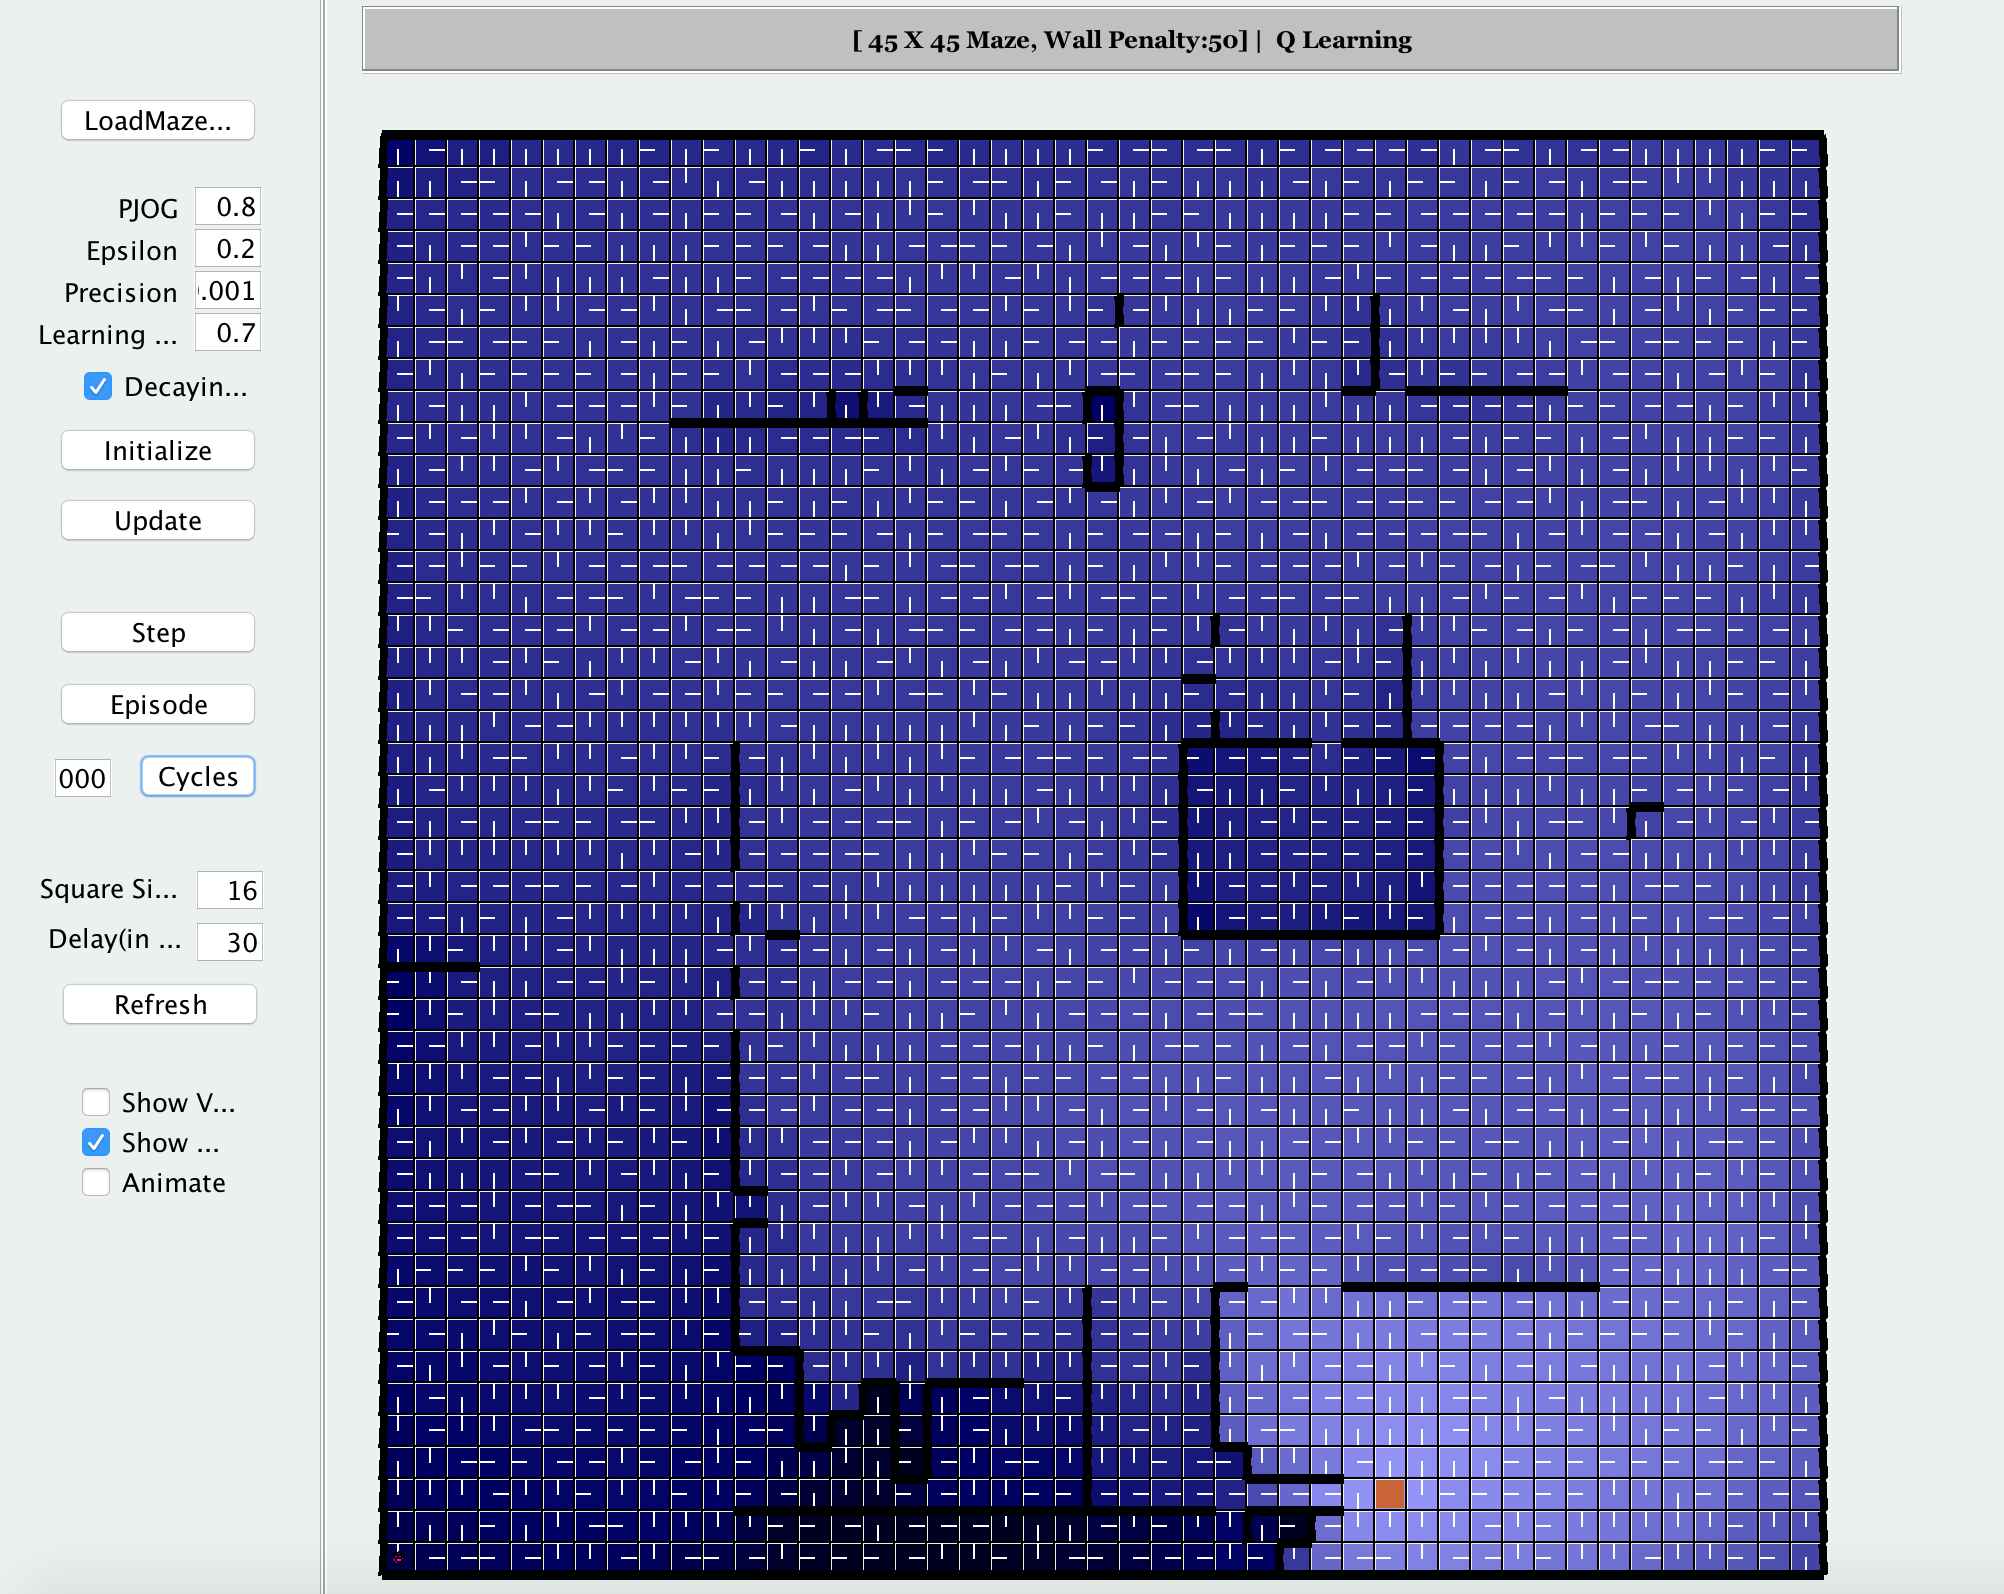 [ 45 X 45 Maze, Wall Penalty:50] | Q Learning
LoadMaze...
PJOG 0.8
Epsilon 0.2
Precision .001
Learning ... 0.7
Decayin...
Initialize
Update
Step
Episode
000 Cycles
Square Si... 16
Delay(in ... 30
Refresh
Show V...
Show ...
Animate